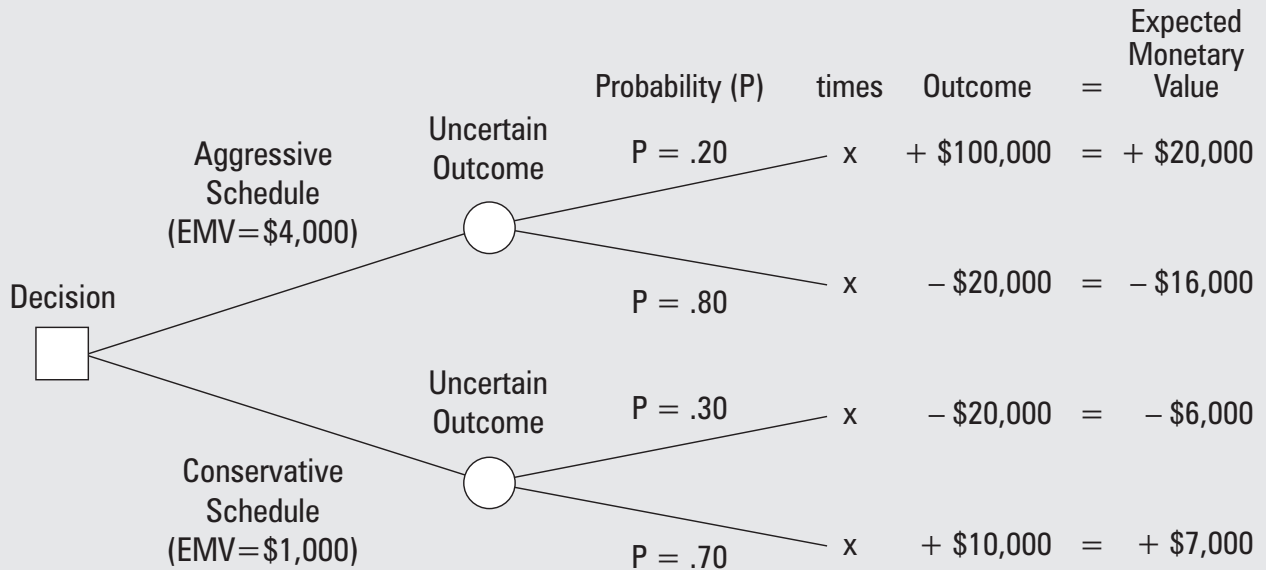 Expected
Monetary
Probability (P) times Outcome = Value
Uncertain
Outcome
Aggressive
Schedule
(EMV=$4,000)
P = .20 x + $100,000 = + $20,000
P = .80 x – $20,000 = – $16,000
Decision
Uncertain
Outcome
P = .30 x – $20,000 = – $6,000
Conservative
Schedule
(EMV=$1,000)
P = .70 x + $10,000 = + $7,000